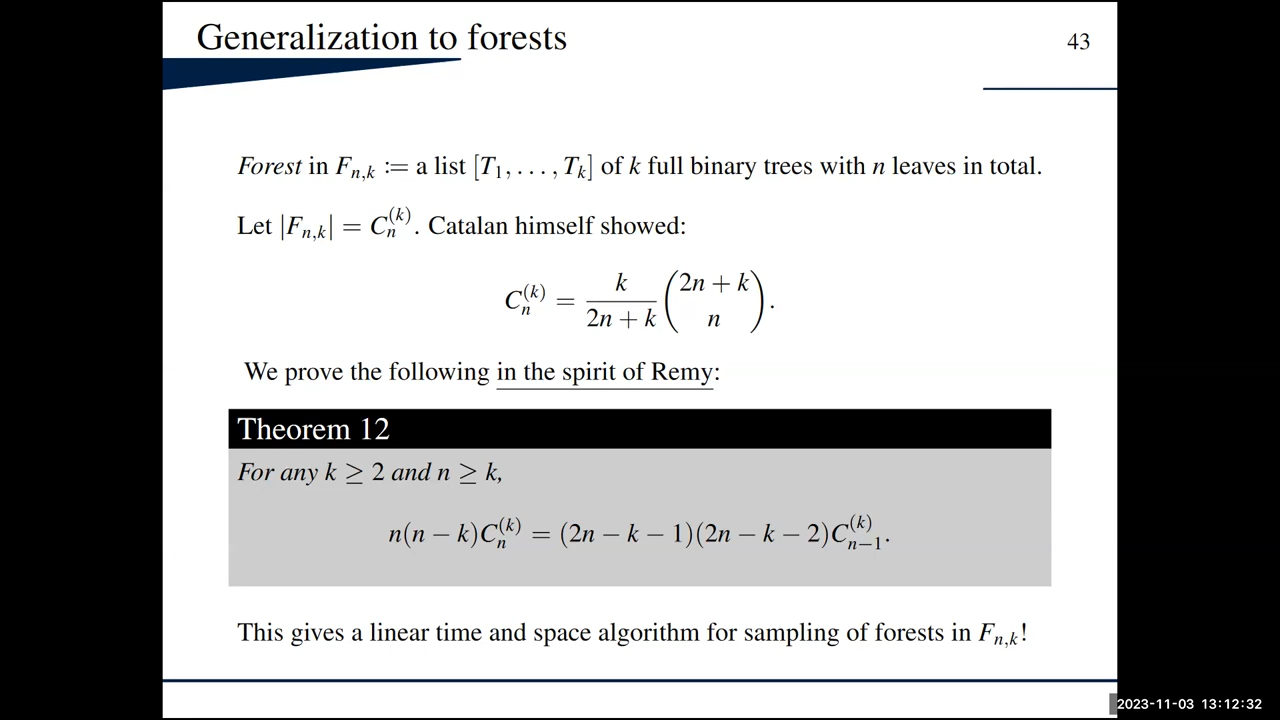 Generalization to forests
43
Forest in F_{n,k} := a list [T_1, . . . , T_k] of k full binary trees with n leaves in total.
Let |F_{n,k}| = C_n^{(k)}. Catalan himself showed:
C_n^{(k)} = \frac{k}{2n + k} \binom{2n + k}{n}.
We prove the following in the spirit of Remy:
Theorem 12
For any k ≥ 2 and n ≥ k,
n(n − k)C_n^{(k)} = (2n − k − 1)(2n − k − 2)C_{n−1}^{(k)}.
This gives a linear time and space algorithm for sampling of forests in F_{n,k}!
2023-11-03 13:12:32